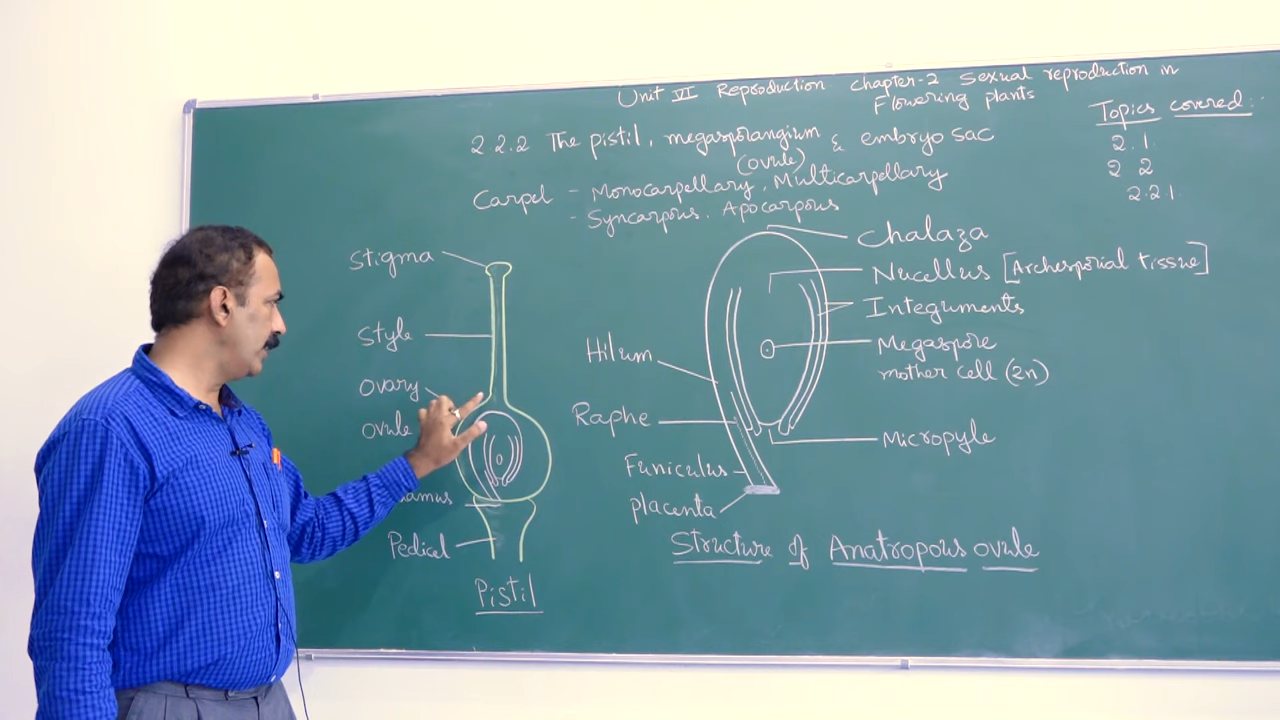 Unit VI Reproduction chapter-2 Sexual reproduction in
Flowering plants
Topics covered:
2.1.
2 2
2.2.1.
2 2.2 The pistil, megasporangium & embryo sac
(ovule)
Carpel - Monocarpellary, Multicarpellary
- Syncarpous. Apocarpous
Stigma
Style
Ovary
Ovule
amus
Pedical
Pistil
Chalaza
Nucellus [Archesporial tissue]
Integuments
Megaspore
mother cell (2n)
Micropyle
Hilum
Raphe
Funiculus
placenta
Structure of Anatropous ovule